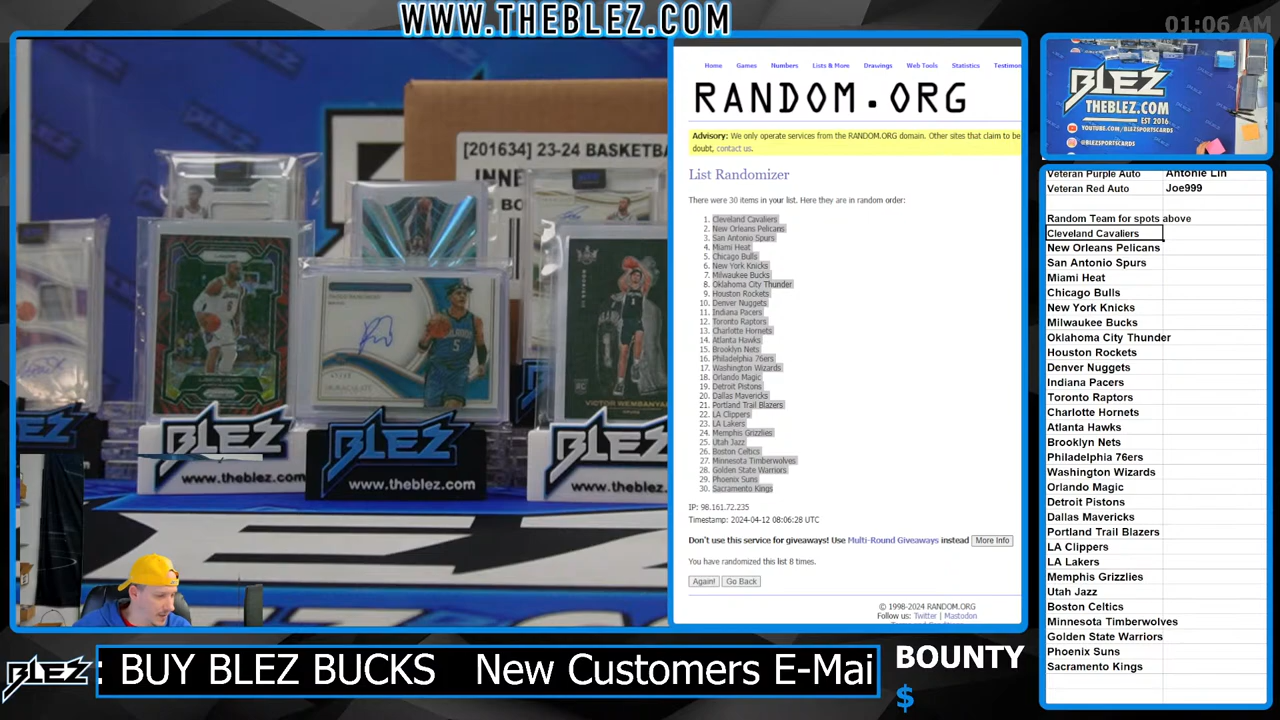 WWW.THEBLEZ.COM
01:06 AM
[201634] 23-24 BASKETBA
BLEZ
www.theblez.c
BLEZ
www.theblez.com
www.theblez.
VICTOR WEMBANYAMA
Home Games Numbers Lists & More Drawings Web Tools Statistics Testimon
RANDOM.ORG
Advisory: We only operate services from the RANDOM.ORG domain. Other sites that claim to be
doubt, contact us.
List Randomizer
There were 30 items in your list. Here they are in random order:
1. Cleveland Cavaliers
2. New Orleans Pelicans
3. San Antonio Spurs
4. Miami Heat
5. Chicago Bulls
6. New York Knicks
7. Milwaukee Bucks
8. Oklahoma City Thunder
9. Houston Rockets
10. Denver Nuggets
11. Indiana Pacers
12. Toronto Raptors
13. Charlotte Hornets
14. Atlanta Hawks
15. Brooklyn Nets
16. Philadelphia 76ers
17. Washington Wizards
18. Orlando Magic
19. Detroit Pistons
20. Dallas Mavericks
21. Portland Trail Blazers
22. LA Clippers
23. LA Lakers
24. Memphis Grizzlies
25. Utah Jazz
26. Boston Celtics
27. Minnesota Timberwolves
28. Golden State Warriors
29. Phoenix Suns
30. Sacramento Kings
IP: 98.161.72.235
Timestamp: 2024-04-12 08:06:28 UTC
Don't use this service for giveaways! Use Multi-Round Giveaways instead More Info
You have randomized this list 8 times.
Again! Go Back
© 1998-2024 RANDOM.ORG
Follow us: Twitter | Mastodon
BLEZ
THEBLEZ.COM
EST 2016
YOUTUBE.COM/BLEZSPORTSCARDS
@BLEZSPORTSCARDS
Veteran Purple Auto Antonie Lin
Veteran Red Auto Joe999
Random Team for spots above
Cleveland Cavaliers
New Orleans Pelicans
San Antonio Spurs
Miami Heat
Chicago Bulls
New York Knicks
Milwaukee Bucks
Oklahoma City Thunder
Houston Rockets
Denver Nuggets
Indiana Pacers
Toronto Raptors
Charlotte Hornets
Atlanta Hawks
Brooklyn Nets
Philadelphia 76ers
Washington Wizards
Orlando Magic
Detroit Pistons
Dallas Mavericks
Portland Trail Blazers
LA Clippers
LA Lakers
Memphis Grizzlies
Utah Jazz
Boston Celtics
Minnesota Timberwolves
Golden State Warriors
Phoenix Suns
Sacramento Kings
BLEZ
: BUY BLEZ BUCKS New Customers E-Mai
BOUNTY
$